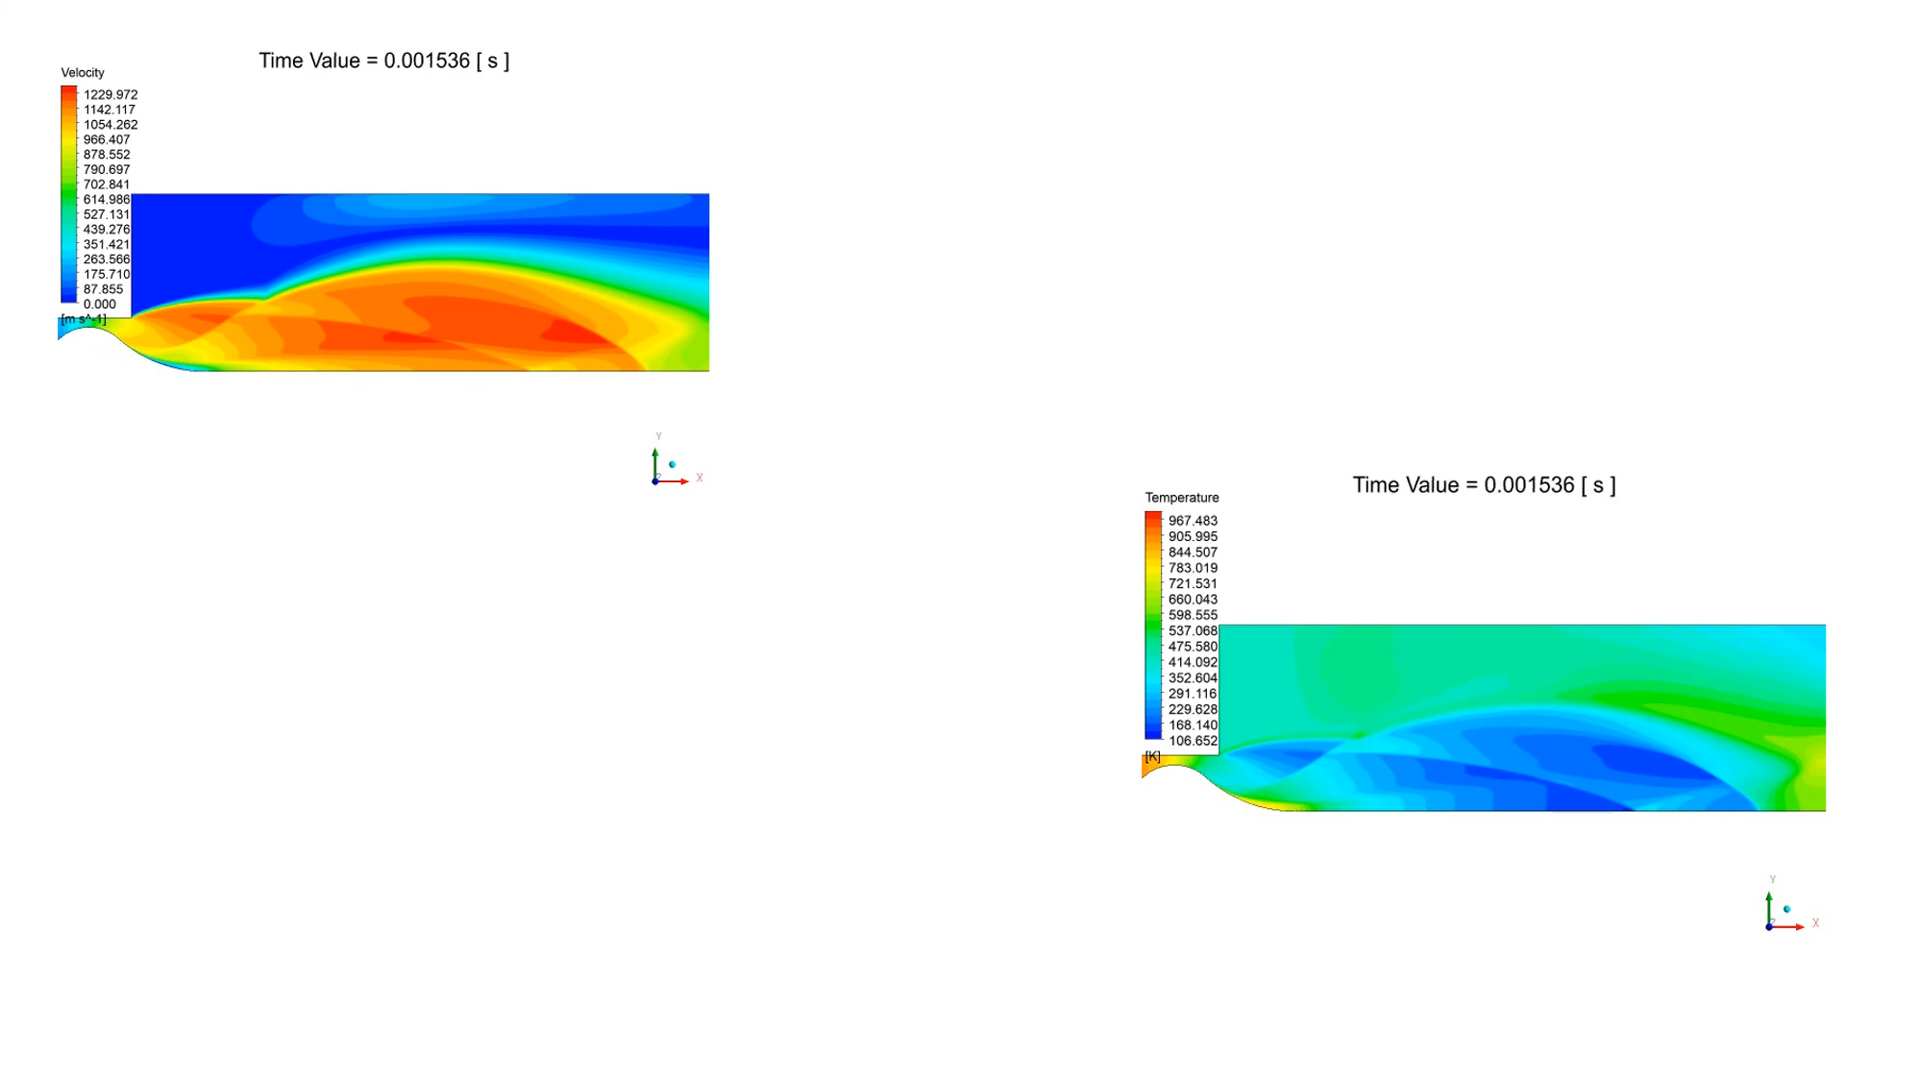 Time Value = 0.001536 [ s ]
Velocity
1229.972
1142.117
1054.262
966.407
878.552
790.697
702.841
614.986
527.131
439.276
351.421
263.566
175.710
87.855
0.000
[m s^-1]
Y
Z
X
Time Value = 0.001536 [ s ]
Temperature
967.483
905.995
844.507
783.019
721.531
660.043
598.555
537.068
475.580
414.092
352.604
291.116
229.628
168.140
106.652
[K]
Y
Z
X